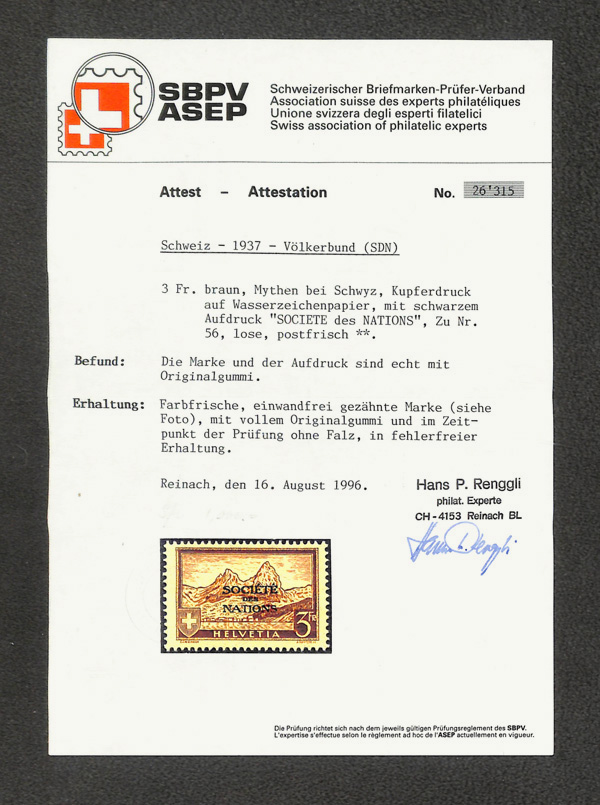 SBPV
ASEP
Schweizerischer Briefmarken-Prüfer-Verband
Association suisse des experts philatéliques
Unione svizzera degli esperti filatelici
Swiss association of philatelic experts
Attest – Attestation No. 26'315
Schweiz - 1937 - Völkerbund (SDN)
3 Fr. braun, Mythen bei Schwyz, Kupferdruck
auf Wasserzeichenpapier, mit schwarzem
Aufdruck "SOCIETE des NATIONS", Zu Nr.
56, lose, postfrisch **.
Befund: Die Marke und der Aufdruck sind echt mit
Originalgummi.
Erhaltung: Farbfrische, einwandfrei gezähnte Marke (siehe
Foto), mit vollem Originalgummi und im Zeit-
punkt der Prüfung ohne Falz, in fehlerfreier
Erhaltung.
Reinach, den 16. August 1996.
Hans P. Renggli
philat. Experte
CH-4153 Reinach BL
SOCIÉTÉ
DES
NATIONS
HELVETIA 3Fr
Die Prüfung richtet sich nach dem jeweils gültigen Prüfungsreglement des SBPV.
L'expertise s'effectue selon le règlement ad hoc de l'ASEP actuellement en vigueur.